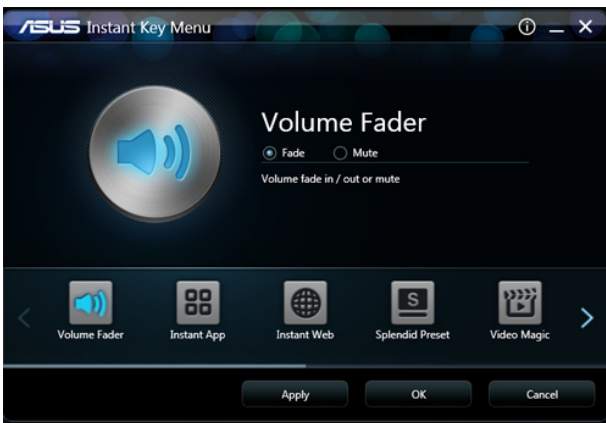 ASUS Instant Key Menu
Volume Fader
Fade Mute
Volume fade in / out or mute
S
Volume Fader Instant App Instant Web Splendid Preset Video Magic
Apply OK Cancel